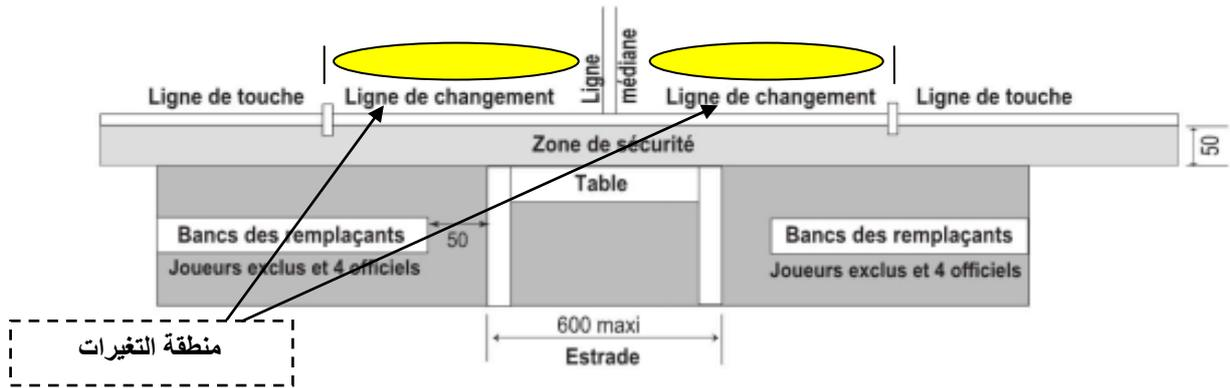 Ligne
médiane
Ligne de touche Ligne de changement Ligne de changement Ligne de touche
Zone de sécurité
50
Table
Bancs des remplaçants 50 Bancs des remplaçants
Joueurs exclus et 4 officiels Joueurs exclus et 4 officiels
600 maxi
منطقة التغيرات
Estrade